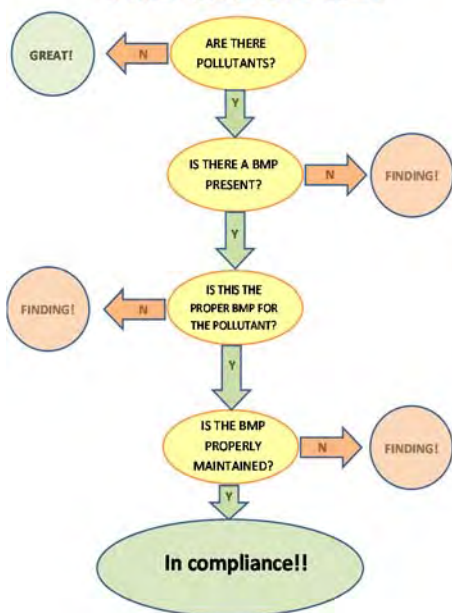 ARE THERE
POLLUTANTS?
N
GREAT!
Y
IS THERE A BMP
PRESENT?
N
FINDING!
Y
IS THIS THE
PROPER BMP FOR
THE POLLUTANT?
N
FINDING!
Y
IS THE BMP
PROPERLY
MAINTAINED?
N
FINDING!
Y
In compliance!!